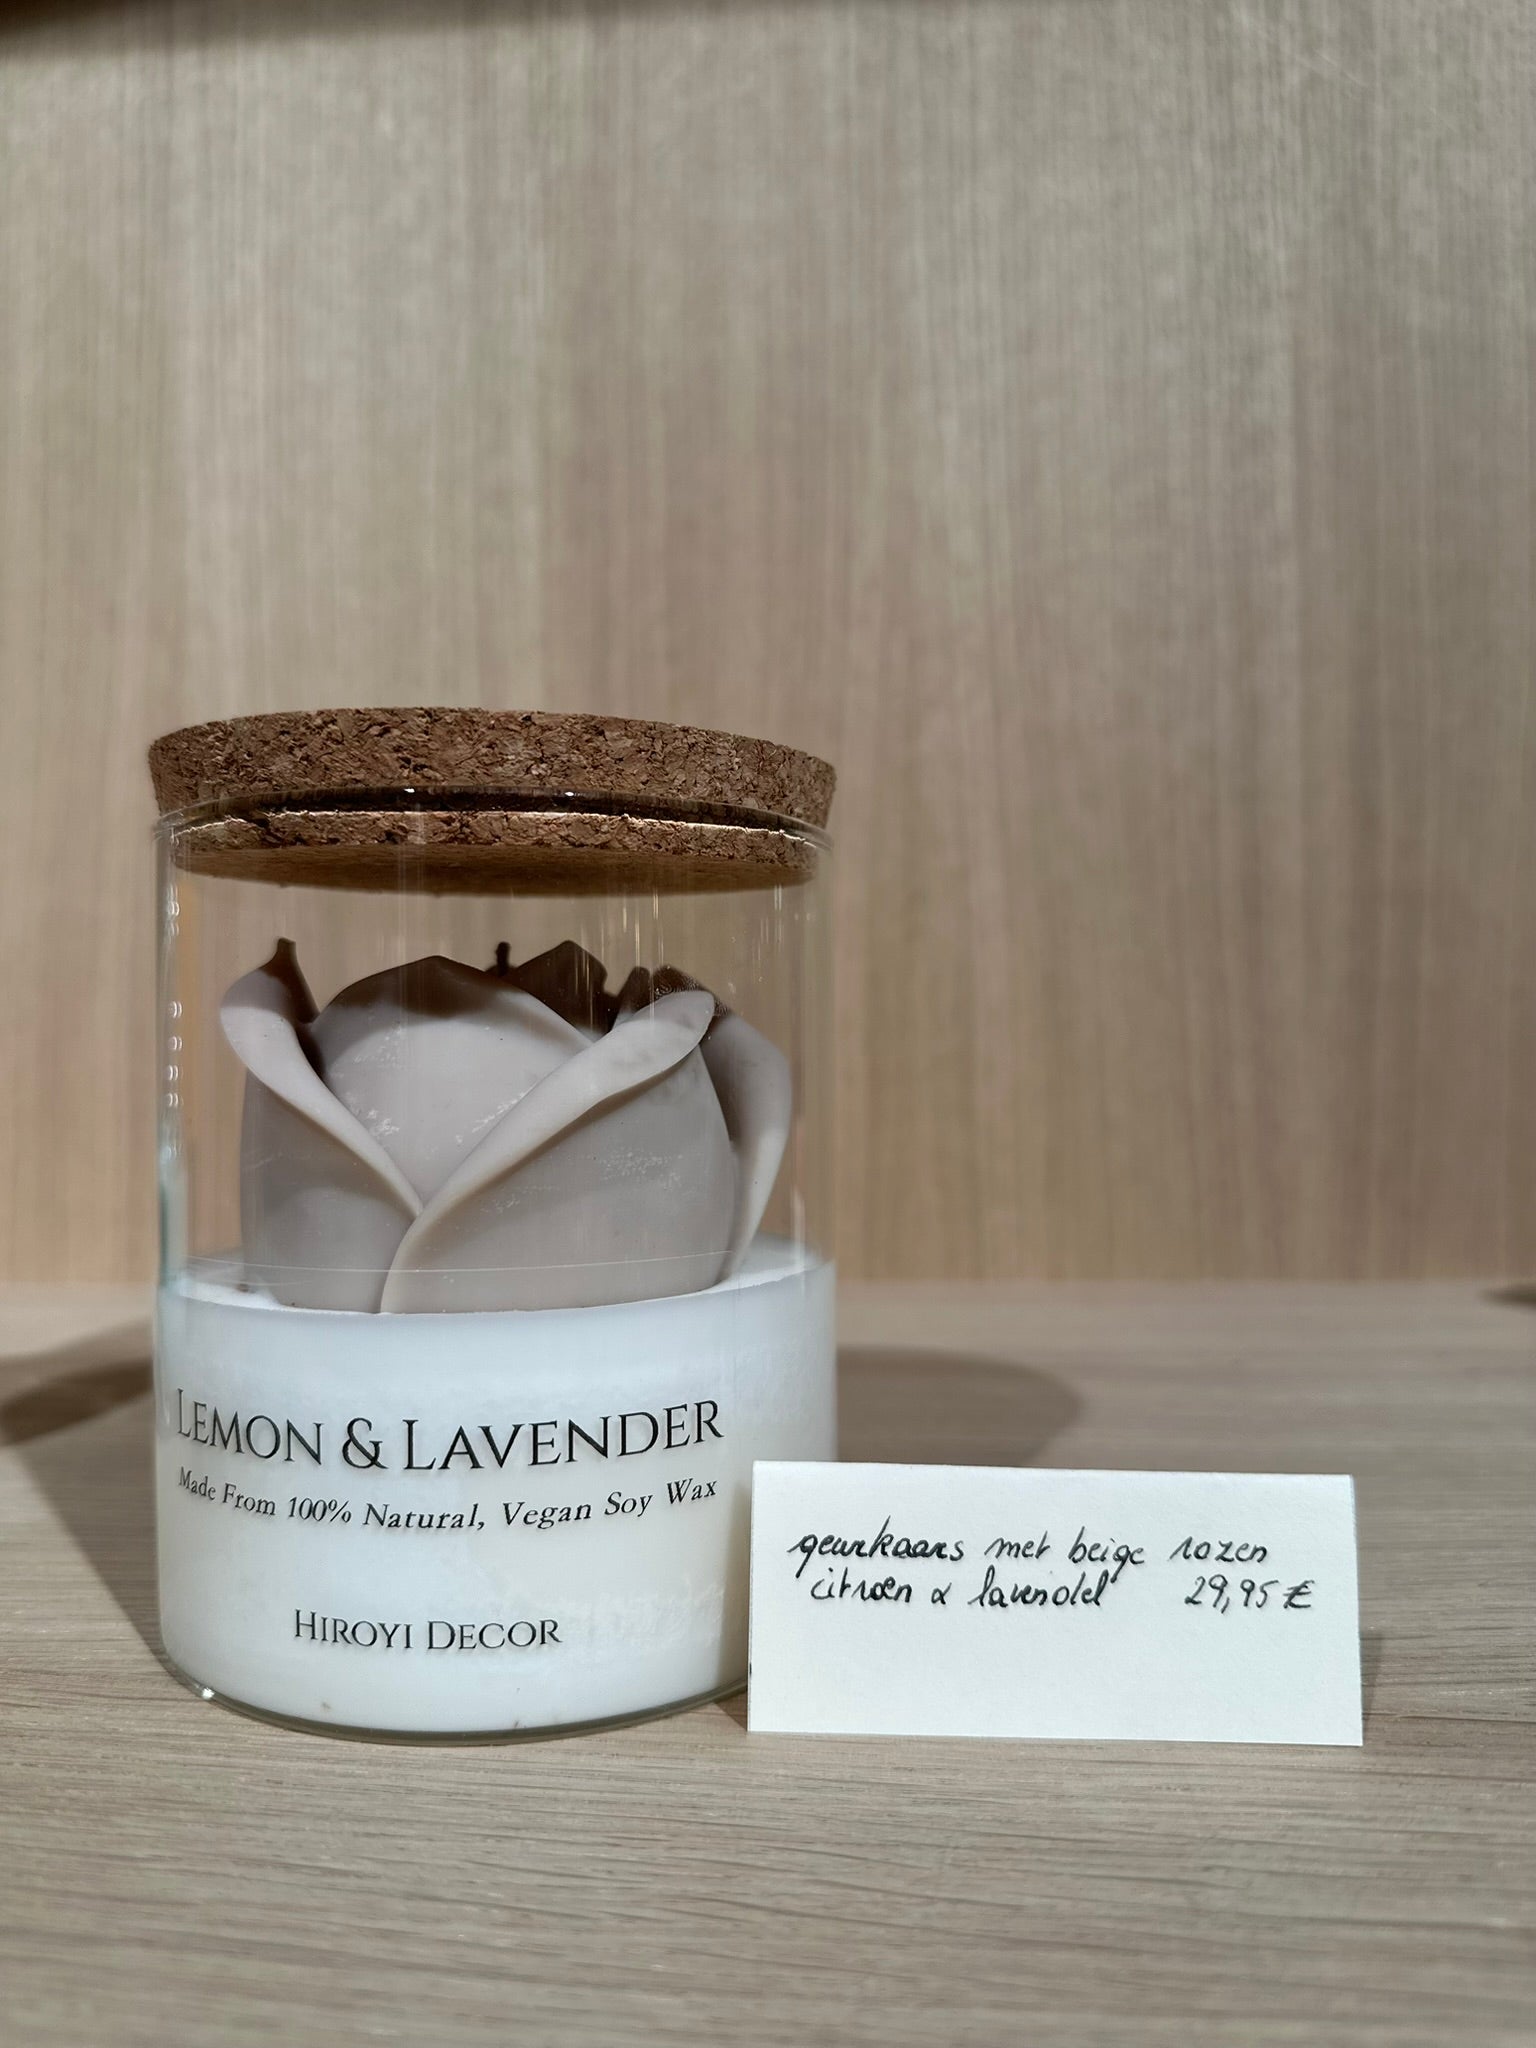 LEMON & LAVENDER
Made From 100% Natural, Vegan Soy Wax
HIROYI DECOR
geurkaars met beige rozen
citroen & lavendel 29,95 €